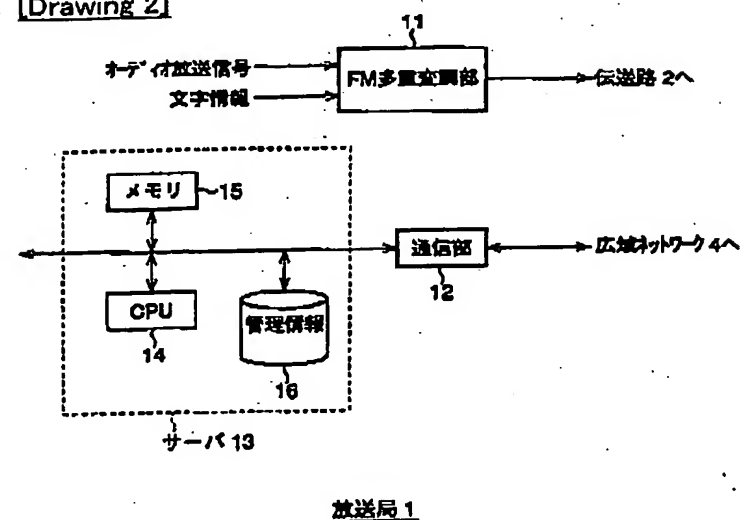 [Drawing 2]
11
オーディオ放送信号
文字情報
FM多重変調部
伝送路 2へ
メモリ
15
通信部
広域ネットワーク 4へ
12
CPU
管理情報
14
16
サーバ 13
放送局 1